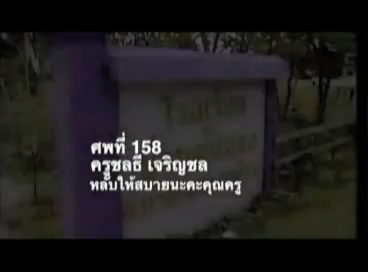 ศพที่ 158
ครูชลธี เจริญชล
หลับให้สบายนะคะคุณครู